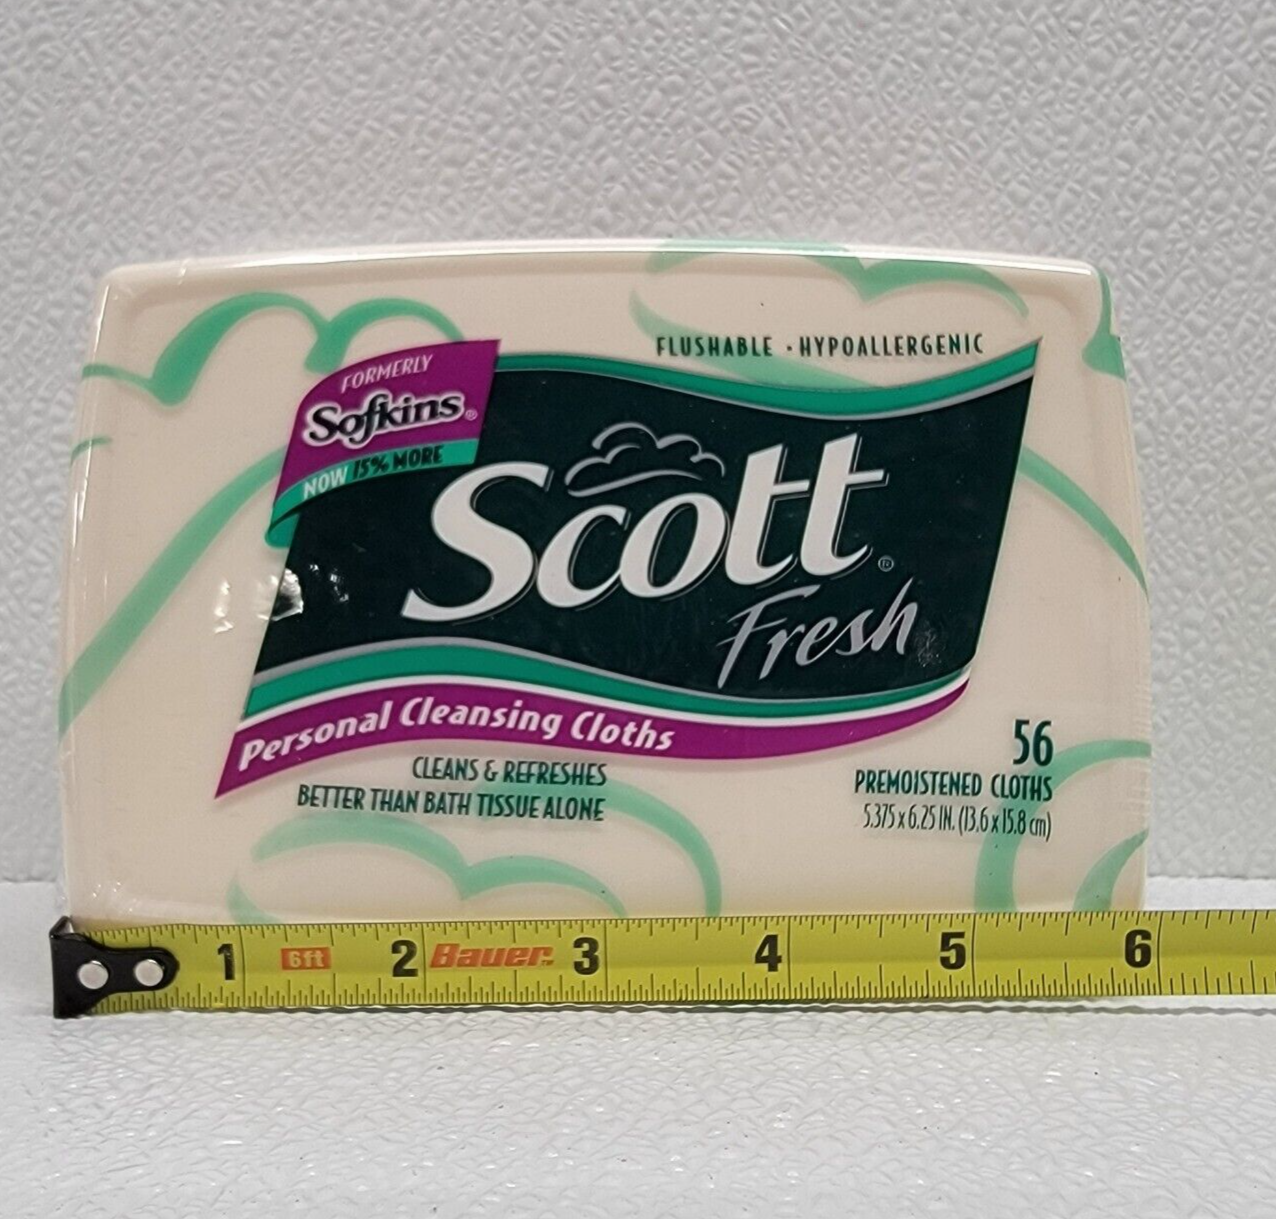 FLUSHABLE • HYPOALLERGENIC
FORMERLY
Sofkins®
NOW 15% MORE
Scott®
Fresh
Personal Cleansing Cloths
CLEANS & REFRESHES
BETTER THAN BATH TISSUE ALONE
56
PREMOISTENED CLOTHS
5.375 x 6.25 IN. (13.6 x 15.8 cm)
1 6ft 2 Bauer 3 4 5 6